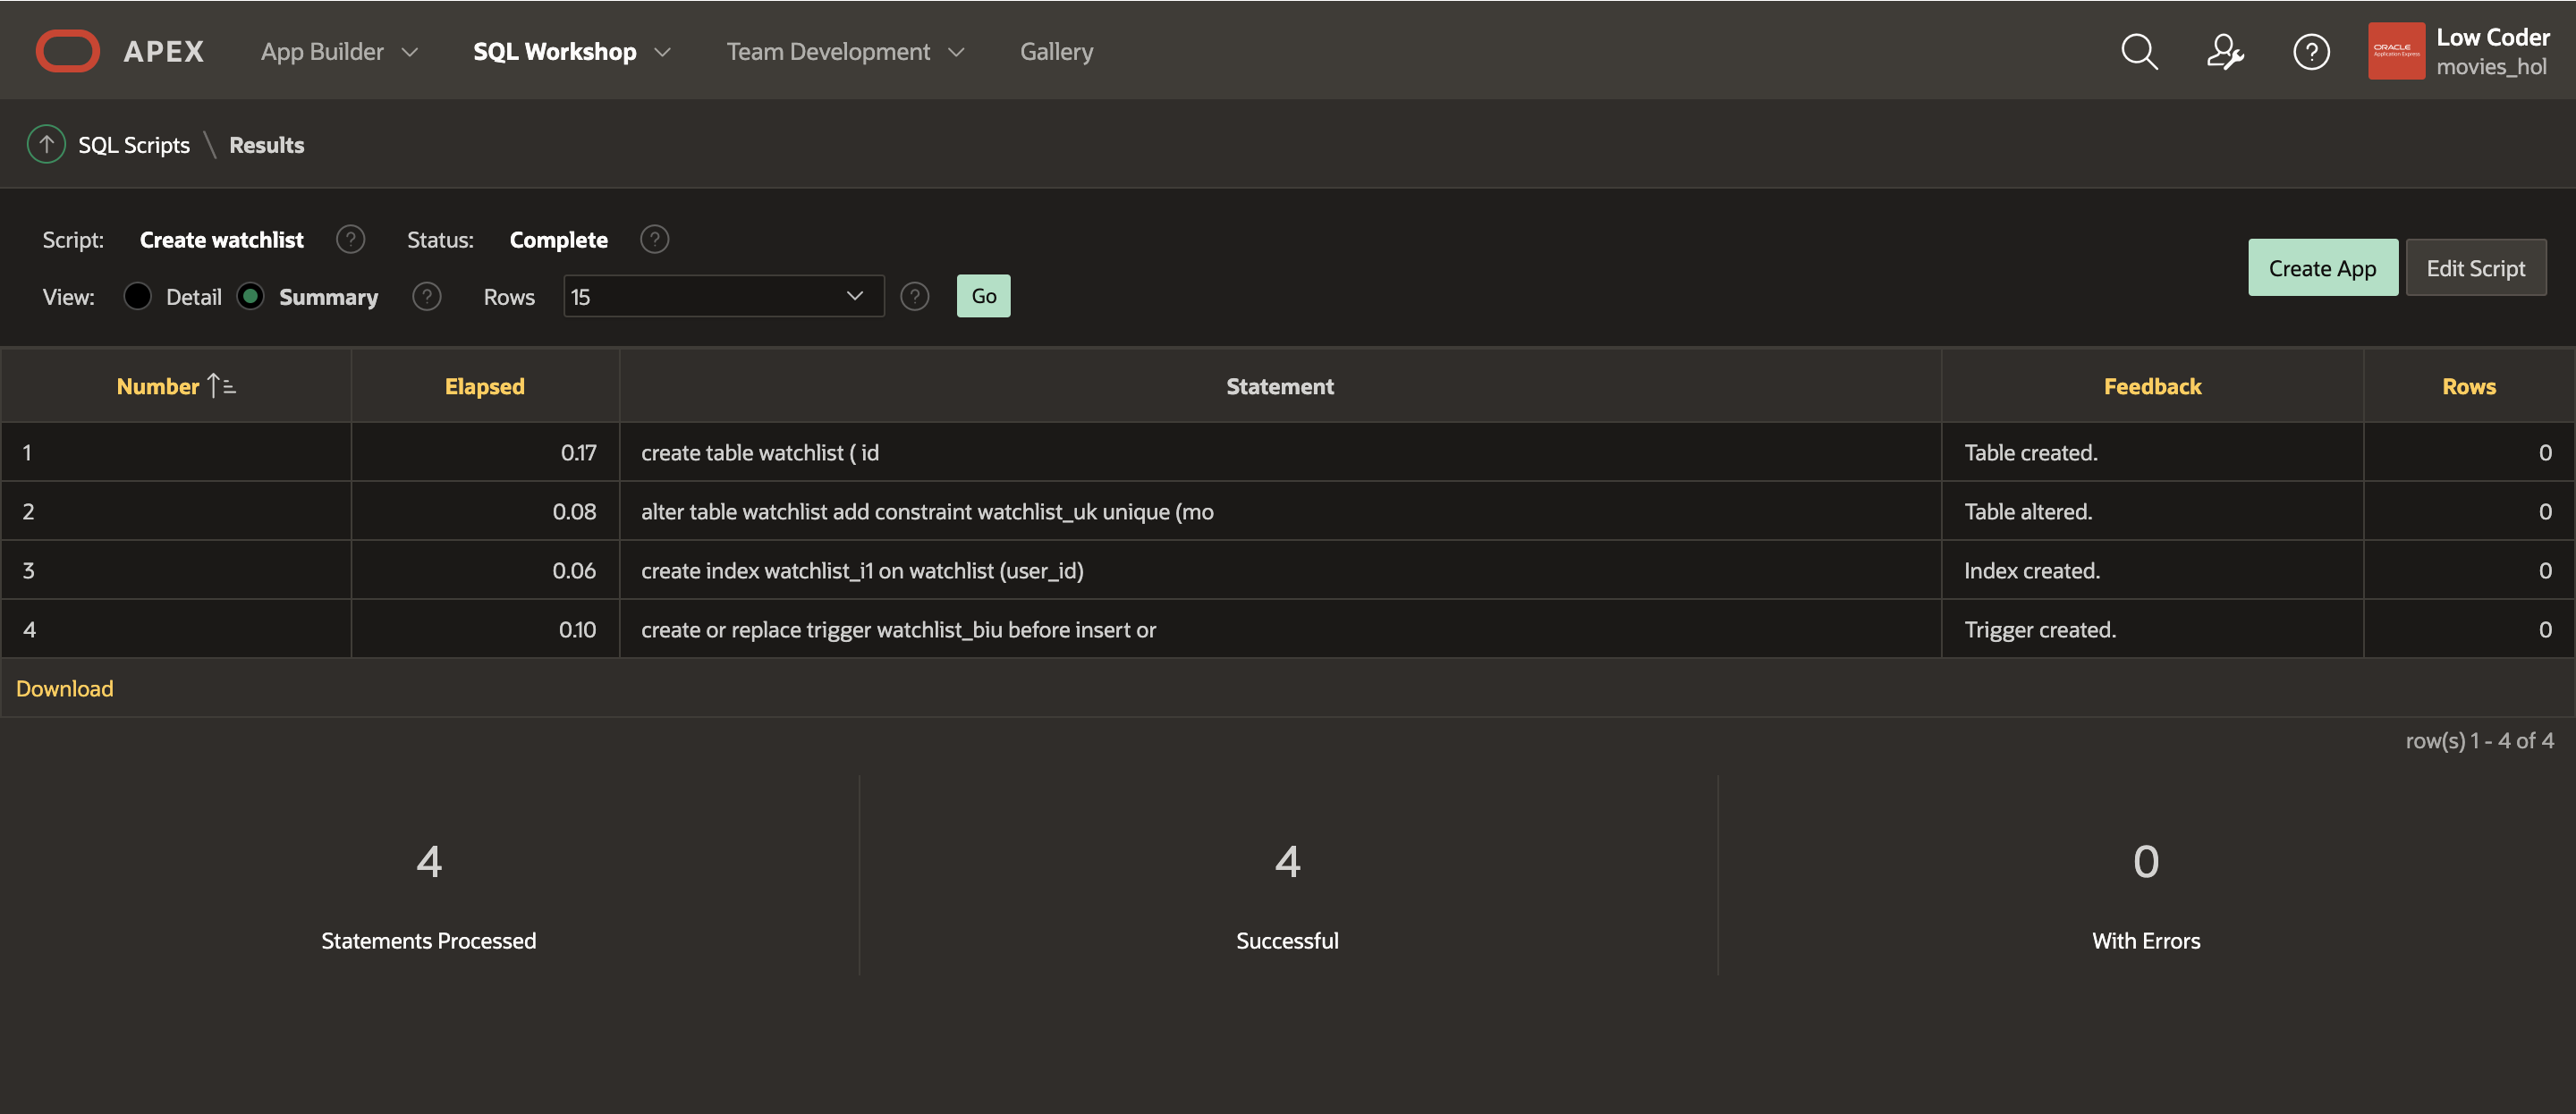 APEX App Builder SQL Workshop Team Development Gallery
ORACLE
Application Express
Low Coder
movies_hol
SQL Scripts \ Results
Script: Create watchlist ? Status: Complete ?
View: Detail Summary ? Rows 15 ? Go
Create App Edit Script
Number Elapsed Statement Feedback Rows
1 0.17 create table watchlist ( id Table created. 0
2 0.08 alter table watchlist add constraint watchlist_uk unique (mo Table altered. 0
3 0.06 create index watchlist_i1 on watchlist (user_id) Index created. 0
4 0.10 create or replace trigger watchlist_biu before insert or Trigger created. 0
Download
row(s) 1 - 4 of 4
4 4 0
Statements Processed Successful With Errors